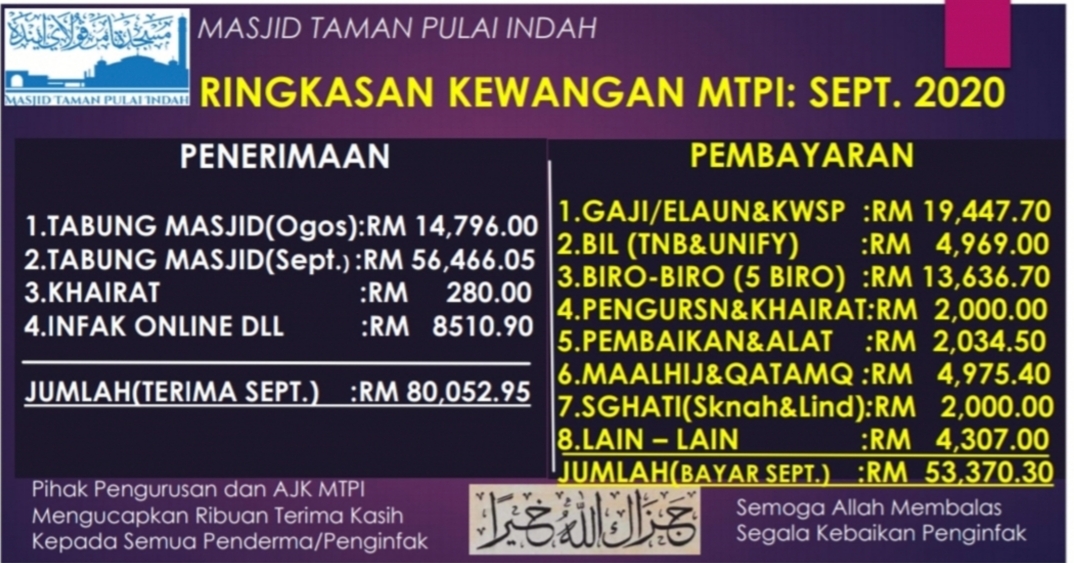 مسجد تامن ڤولاي اينده
MASJID TAMAN PULAI INDAH
MASJID TAMAN PULAI INDAH
RINGKASAN KEWANGAN MTPI: SEPT. 2020
PENERIMAAN
1.TABUNG MASJID(Ogos):RM 14,796.00
2.TABUNG MASJID(Sept.):RM 56,466.05
3.KHAIRAT :RM 280.00
4.INFAK ONLINE DLL :RM 8510.90
JUMLAH(TERIMA SEPT.) :RM 80,052.95
PEMBAYARAN
1.GAJI/ELAUN&KWSP :RM 19,447.70
2.BIL (TNB&UNIFY) :RM 4,969.00
3.BIRO-BIRO (5 BIRO) :RM 13,636.70
4.PENGURSN&KHAIRAT:RM 2,000.00
5.PEMBAIKAN&ALAT :RM 2,034.50
6.MAALHIJ&QATAMQ :RM 4,975.40
7.SGHATI(Sknah&Lind):RM 2,000.00
8.LAIN – LAIN :RM 4,307.00
JUMLAH(BAYAR SEPT.) :RM 53,370.30
Pihak Pengurusan dan AJK MTPI
Mengucapkan Ribuan Terima Kasih
Kepada Semua Penderma/Penginfak
جزاك الله خيرا
Semoga Allah Membalas
Segala Kebaikan Penginfak